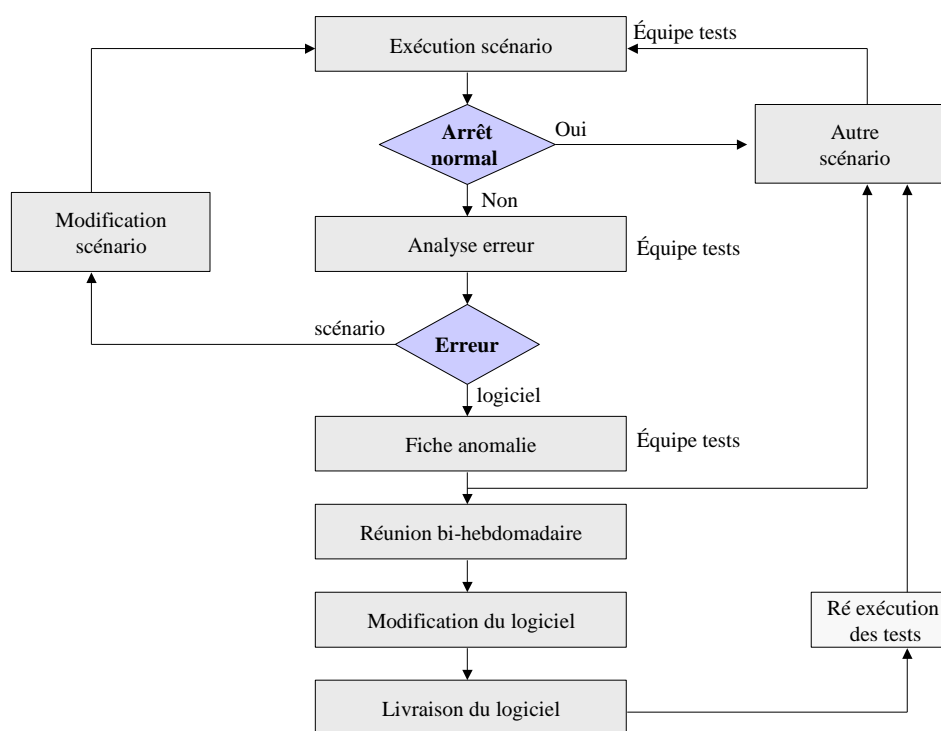 Équipe tests
Exécution scénario
Arrêt
normal
Oui
Autre
scénario
Non
Modification
scénario
Analyse erreur
Équipe tests
scénario
Erreur
logiciel
Fiche anomalie
Équipe tests
Réunion bi-hebdomadaire
Modification du logiciel
Ré exécution
des tests
Livraison du logiciel